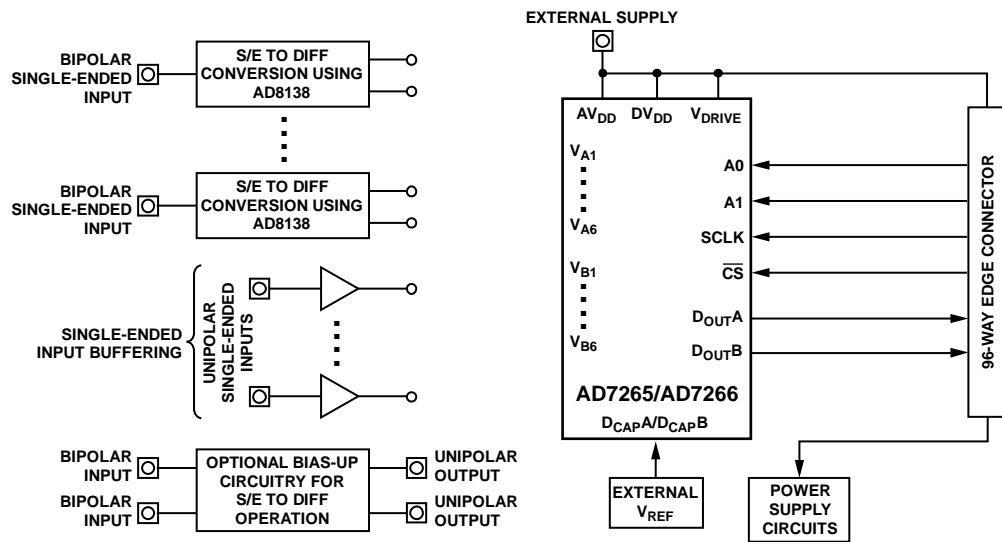 BIPOLAR
SINGLE-ENDED
INPUT
S/E TO DIFF
CONVERSION USING
AD8138
BIPOLAR
SINGLE-ENDED
INPUT
S/E TO DIFF
CONVERSION USING
AD8138
SINGLE-ENDED
INPUT BUFFERING
UNIPOLAR
SINGLE-ENDED
INPUTS
BIPOLAR
INPUT
BIPOLAR
INPUT
OPTIONAL BIAS-UP
CIRCUITRY FOR
S/E TO DIFF
OPERATION
UNIPOLAR
OUTPUT
UNIPOLAR
OUTPUT
EXTERNAL SUPPLY
AVDD DVDD VDRIVE
VA1
VA6
VB1
VB6
A0
A1
SCLK
C̅S̅
DOUTA
DOUTB
AD7265/AD7266
DCAPA/DCAPB
EXTERNAL
VREF
POWER
SUPPLY
CIRCUITS
96-WAY EDGE CONNECTOR